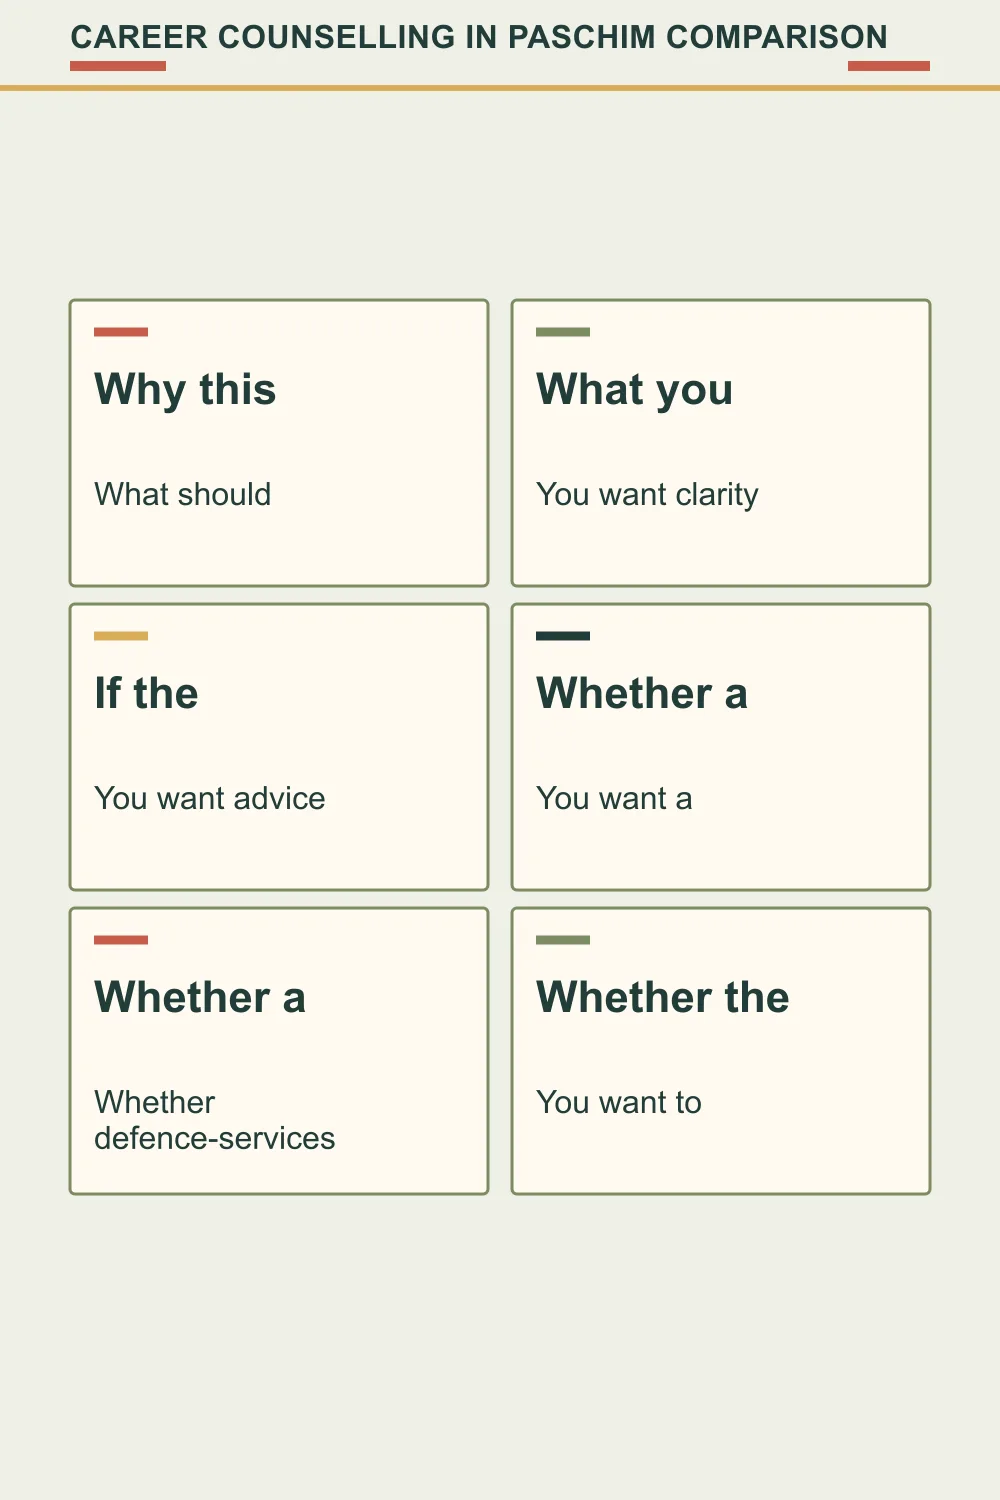 CAREER COUNSELLING IN PASCHIM COMPARISON
Why this
What should
What you
You want clarity
If the
You want advice
Whether a
You want a
Whether a
Whether
defence-services
Whether the
You want to